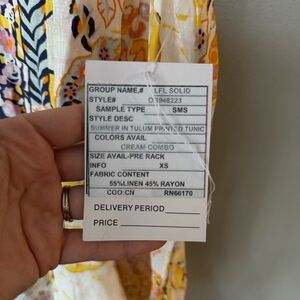 GROUP NAME,# LFL SOLID
STYLE# OB948223
SAMPLE TYPE SMS
STYLE DESC
SUMMER IN TULUM PRINTED TUNIC
COLORS AVAIL
CREAM COMBO
SIZE AVAIL-PRE RACK
INFO XS
FABRIC CONTENT
55%LINEN 45% RAYON
COO:CN RN66170
DELIVERY PERIOD
PRICE